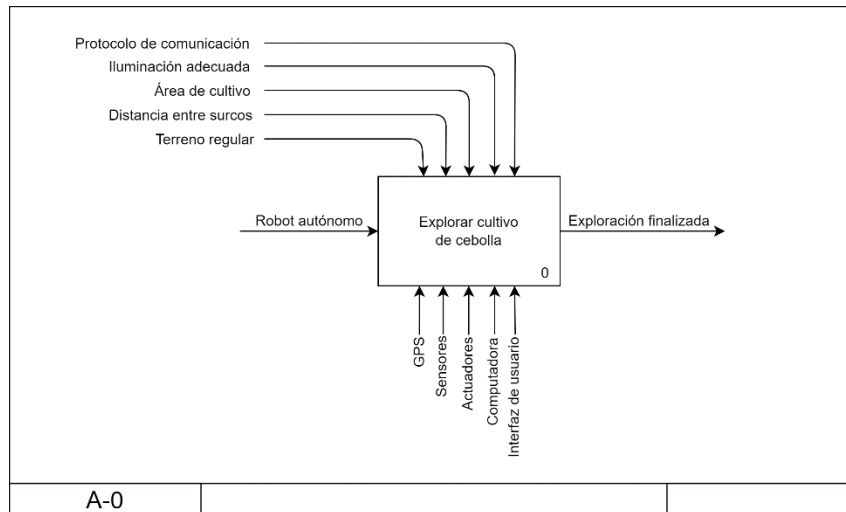 Protocolo de comunicación
Iluminación adecuada
Área de cultivo
Distancia entre surcos
Terreno regular
Robot autónomo
Explorar cultivo
de cebolla
0
Exploración finalizada
GPS
Sensores
Actuadores
Computadora
Interfaz de usuario
A-0